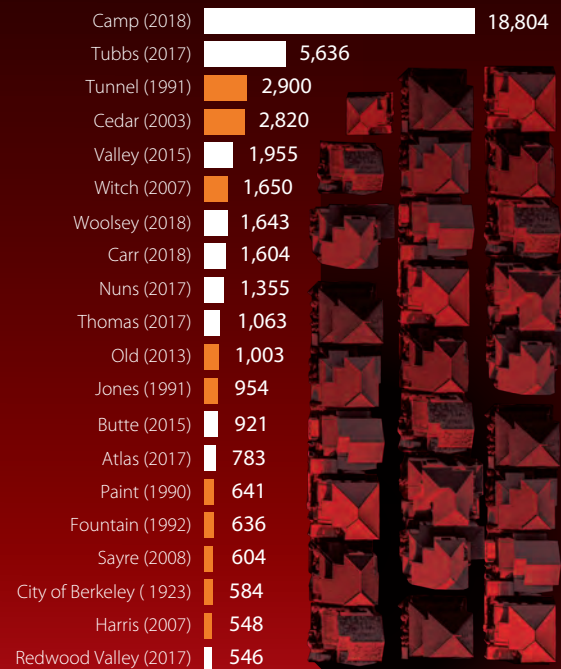 Camp (2018) 18,804
Tubbs (2017) 5,636
Tunnel (1991) 2,900
Cedar (2003) 2,820
Valley (2015) 1,955
Witch (2007) 1,650
Woolsey (2018) 1,643
Carr (2018) 1,604
Nuns (2017) 1,355
Thomas (2017) 1,063
Old (2013) 1,003
Jones (1991) 954
Butte (2015) 921
Atlas (2017) 783
Paint (1990) 641
Fountain (1992) 636
Sayre (2008) 604
City of Berkeley ( 1923) 584
Harris (2007) 548
Redwood Valley (2017) 546